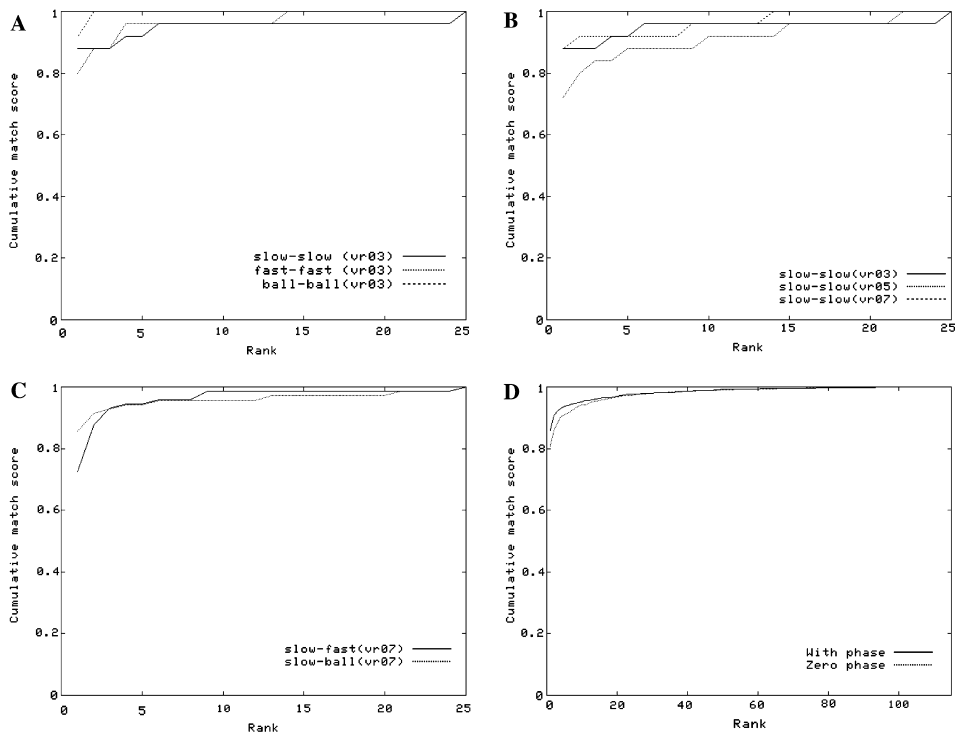 A
Cumulative match score
1
0.8
0.6
0.4
0.2
0
0
5
10
15
20
25
Rank
slow-slow (vr03)
fast-fast (vr03)
ball-ball(vr03)
B
Cumulative match score
1
0.8
0.6
0.4
0.2
0
0
5
10
15
20
25
Rank
slow-slow(vr03)
slow-slow(vr05)
slow-slow(vr07)
C
Cumulative match score
1
0.8
0.6
0.4
0.2
0
0
5
10
15
20
25
Rank
slow-fast(vr07)
slow-ball(vr07)
D
Cumulative match score
1
0.8
0.6
0.4
0.2
0
0
20
40
60
80
100
Rank
With phase
Zero phase